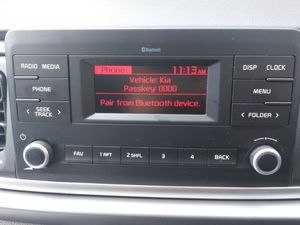 Bluetooth
RADIO MEDIA
Phone 11:13 AM
DISP CLOCK
Vehicle: Kia
Passkey: 0000
PHONE
MENU
Pair from Bluetooth device.
SEEK
TRACK
FOLDER
FAV 1 RPT 2 SHFL 3 4 BACK